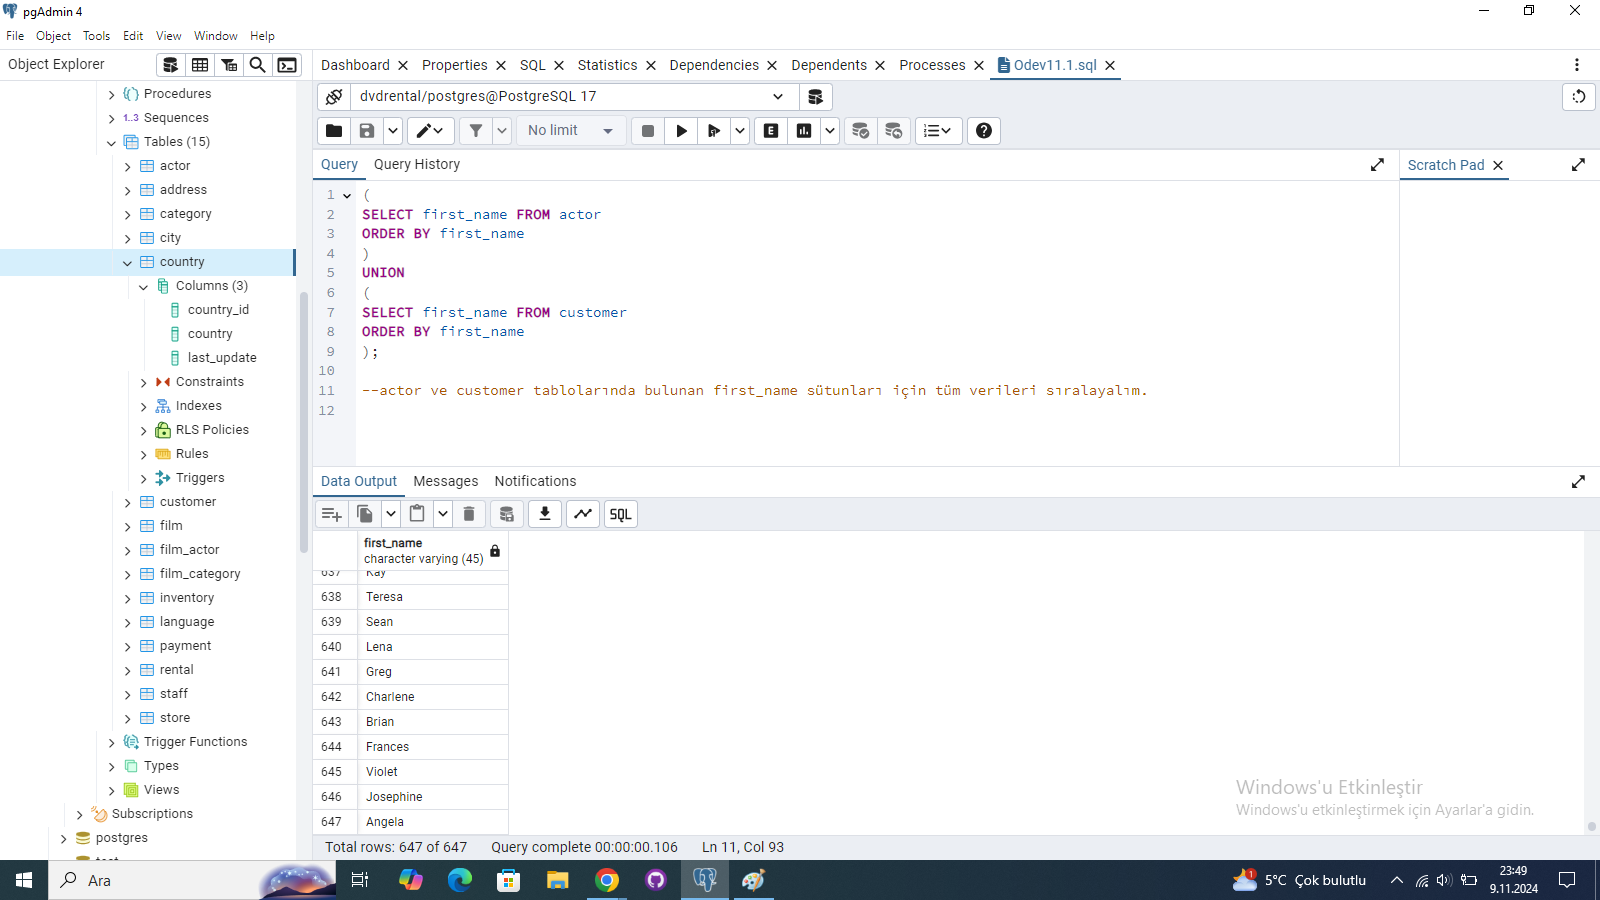 pgAdmin 4
File Object Tools Edit View Window Help
Object Explorer
Dashboard Properties SQL Statistics Dependencies Dependents Processes Odev11.1.sql
Procedures
1..3 Sequences
Tables (15)
actor
address
category
city
country
Columns (3)
country_id
country
last_update
Constraints
Indexes
RLS Policies
Rules
Triggers
customer
film
film_actor
film_category
inventory
language
payment
rental
staff
store
Trigger Functions
Types
Views
Subscriptions
postgres
dvdrental/postgres@PostgreSQL 17
No limit
E
Query Query History
Scratch Pad
1 (
2 SELECT first_name FROM actor
3 ORDER BY first_name
4 )
5 UNION
6 (
7 SELECT first_name FROM customer
8 ORDER BY first_name
9 );
10
11 --actor ve customer tablolarında bulunan first_name sütunları için tüm verileri sıralayalım.
12
Data Output Messages Notifications
SQL
first_name
character varying (45)
637 Kay
638 Teresa
639 Sean
640 Lena
641 Greg
642 Charlene
643 Brian
644 Frances
645 Violet
646 Josephine
647 Angela
Windows'u Etkinleştir
Windows'u etkinleştirmek için Ayarlar'a gidin.
Total rows: 647 of 647 Query complete 00:00:00.106 Ln 11, Col 93
Ara
1
5°C Çok bulutlu
23:49
9.11.2024